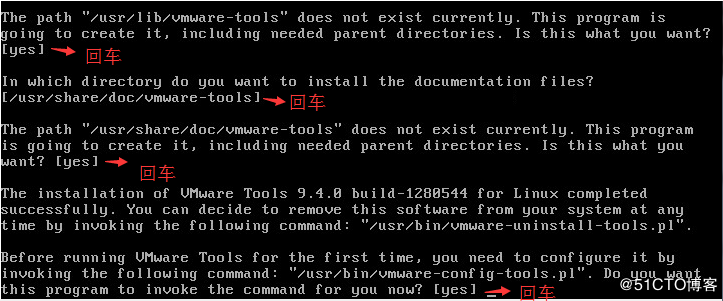 The path "/usr/lib/vmware-tools" does not exist currently. This program is
going to create it, including needed parent directories. Is this what you want?
[yes] 回车
In which directory do you want to install the documentation files?
[/usr/share/doc/vmware-tools] 回车
The path "/usr/share/doc/vmware-tools" does not exist currently. This program
is going to create it, including needed parent directories. Is this what you
want? [yes] 回车
The installation of VMware Tools 9.4.0 build-1280544 for Linux completed
successfully. You can decide to remove this software from your system at any
time by invoking the following command: "/usr/bin/vmware-uninstall-tools.pl".
Before running VMware Tools for the first time, you need to configure it by
invoking the following command: "/usr/bin/vmware-config-tools.pl". Do you want
this program to invoke the command for you now? [yes] _ 回车
@51CTO博客